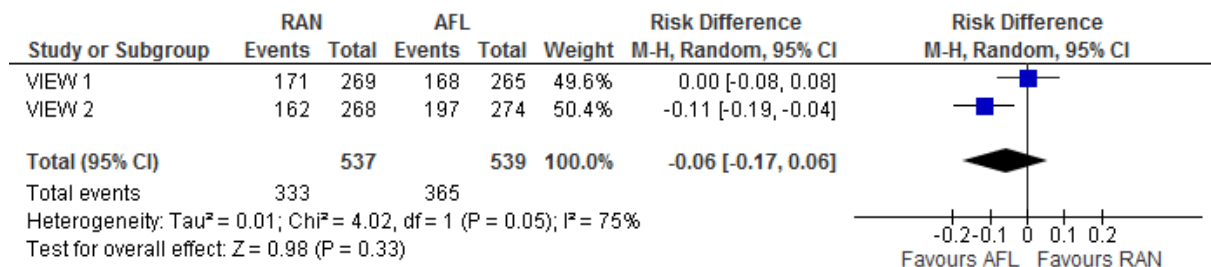 RAN AFL Risk Difference Risk Difference
Study or Subgroup Events Total Events Total Weight M-H, Random, 95% CI M-H, Random, 95% CI
VIEW 1 171 269 168 265 49.6% 0.00 [-0.08, 0.08]
VIEW 2 162 268 197 274 50.4% -0.11 [-0.19, -0.04]
Total (95% CI) 537 539 100.0% -0.06 [-0.17, 0.06]
Total events 333 365
Heterogeneity: Tau² = 0.01; Chi² = 4.02, df = 1 (P = 0.05); I² = 75%
Test for overall effect: Z = 0.98 (P = 0.33)
-0.2 -0.1 0 0.1 0.2
Favours AFL Favours RAN